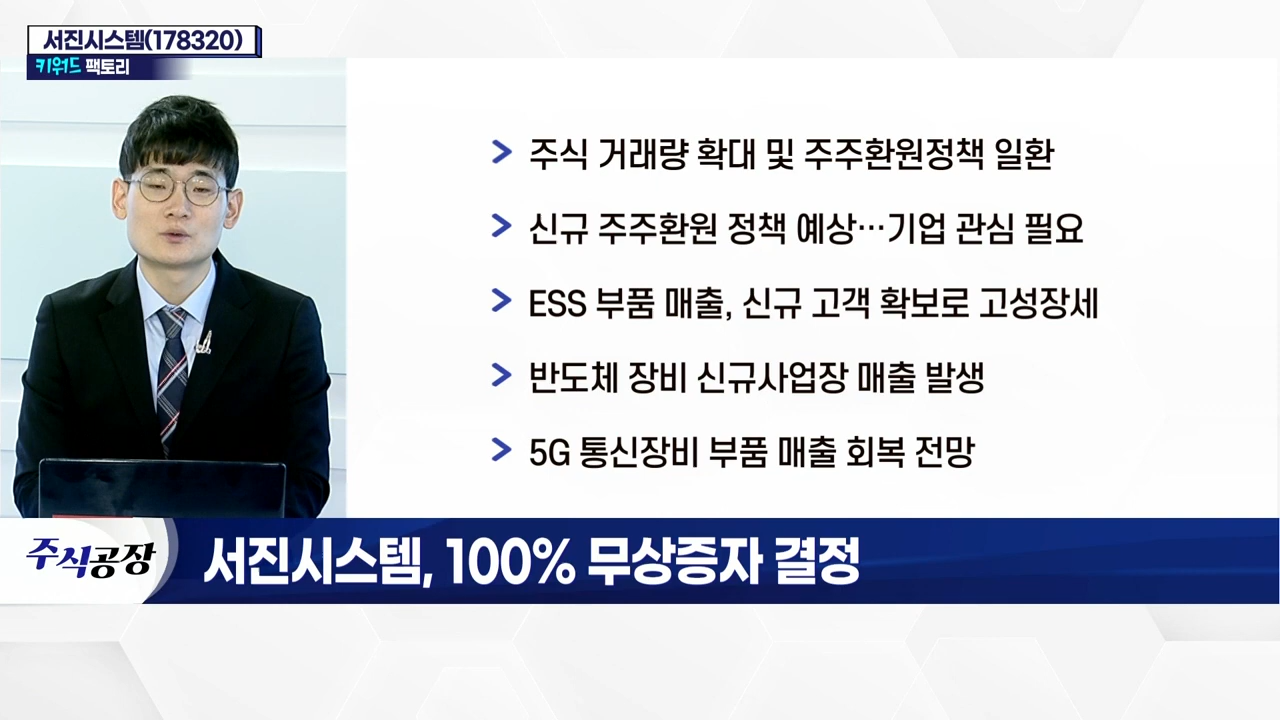 서진시스템(178320)
키워드 팩토리
> 주식 거래량 확대 및 주주환원정책 일환
> 신규 주주환원 정책 예상…기업 관심 필요
> ESS 부품 매출, 신규 고객 확보로 고성장세
> 반도체 장비 신규사업장 매출 발생
> 5G 통신장비 부품 매출 회복 전망
주식공장
서진시스템, 100% 무상증자 결정